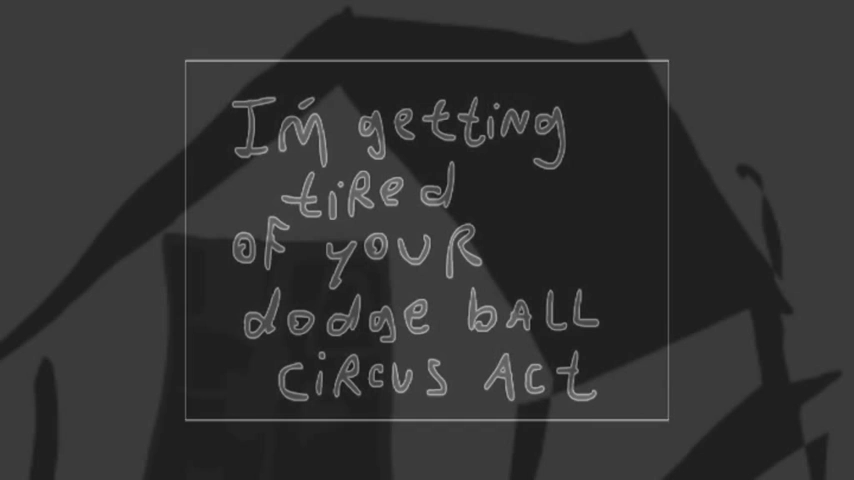 I'm getting
tiRed
of youR
dodge bALL
CiRcus Act